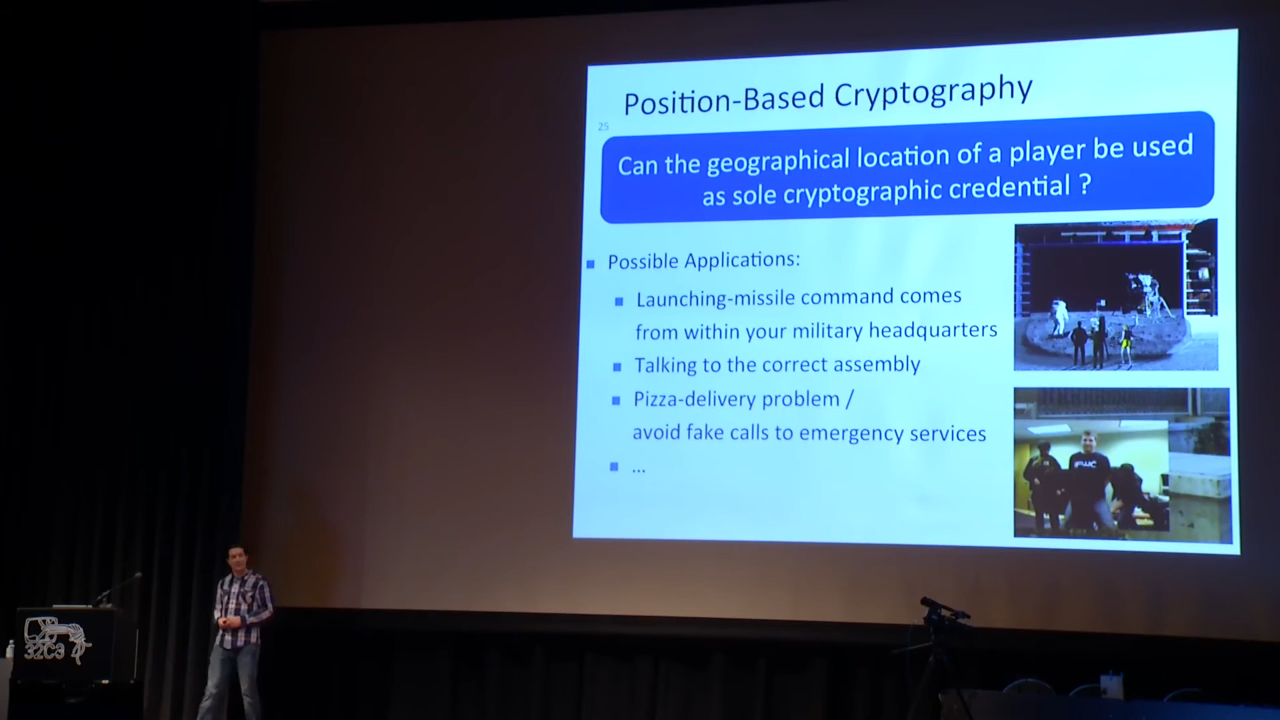 Position-Based Cryptography
25
Can the geographical location of a player be used
as sole cryptographic credential ?
Possible Applications:
Launching-missile command comes
from within your military headquarters
Talking to the correct assembly
Pizza-delivery problem /
avoid fake calls to emergency services
...
32C3